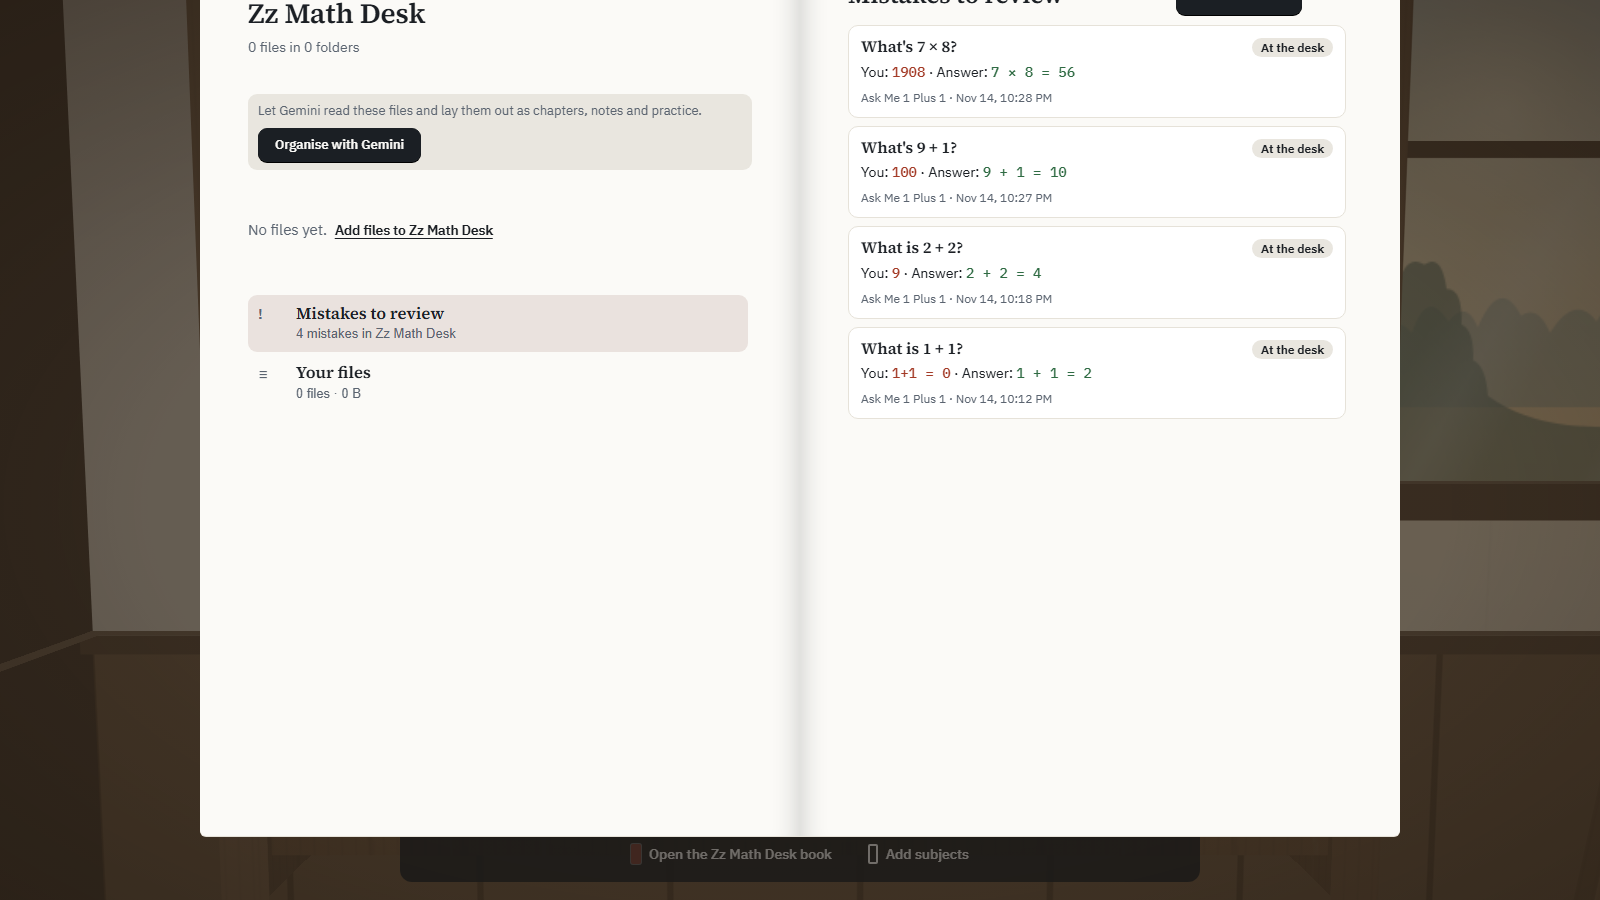 Zz Math Desk
0 files in 0 folders
Let Gemini read these files and lay them out as chapters, notes and practice.
Organise with Gemini
No files yet. Add files to Zz Math Desk
! Mistakes to review
4 mistakes in Zz Math Desk
Your files
0 files · 0 B
Mistakes to review
What's 7 × 8? At the desk
You: 1908 · Answer: 7 × 8 = 56
Ask Me 1 Plus 1 · Nov 14, 10:28 PM
What's 9 + 1? At the desk
You: 100 · Answer: 9 + 1 = 10
Ask Me 1 Plus 1 · Nov 14, 10:27 PM
What is 2 + 2? At the desk
You: 9 · Answer: 2 + 2 = 4
Ask Me 1 Plus 1 · Nov 14, 10:18 PM
What is 1 + 1? At the desk
You: 1+1 = 0 · Answer: 1 + 1 = 2
Ask Me 1 Plus 1 · Nov 14, 10:12 PM
Open the Zz Math Desk book Add subjects